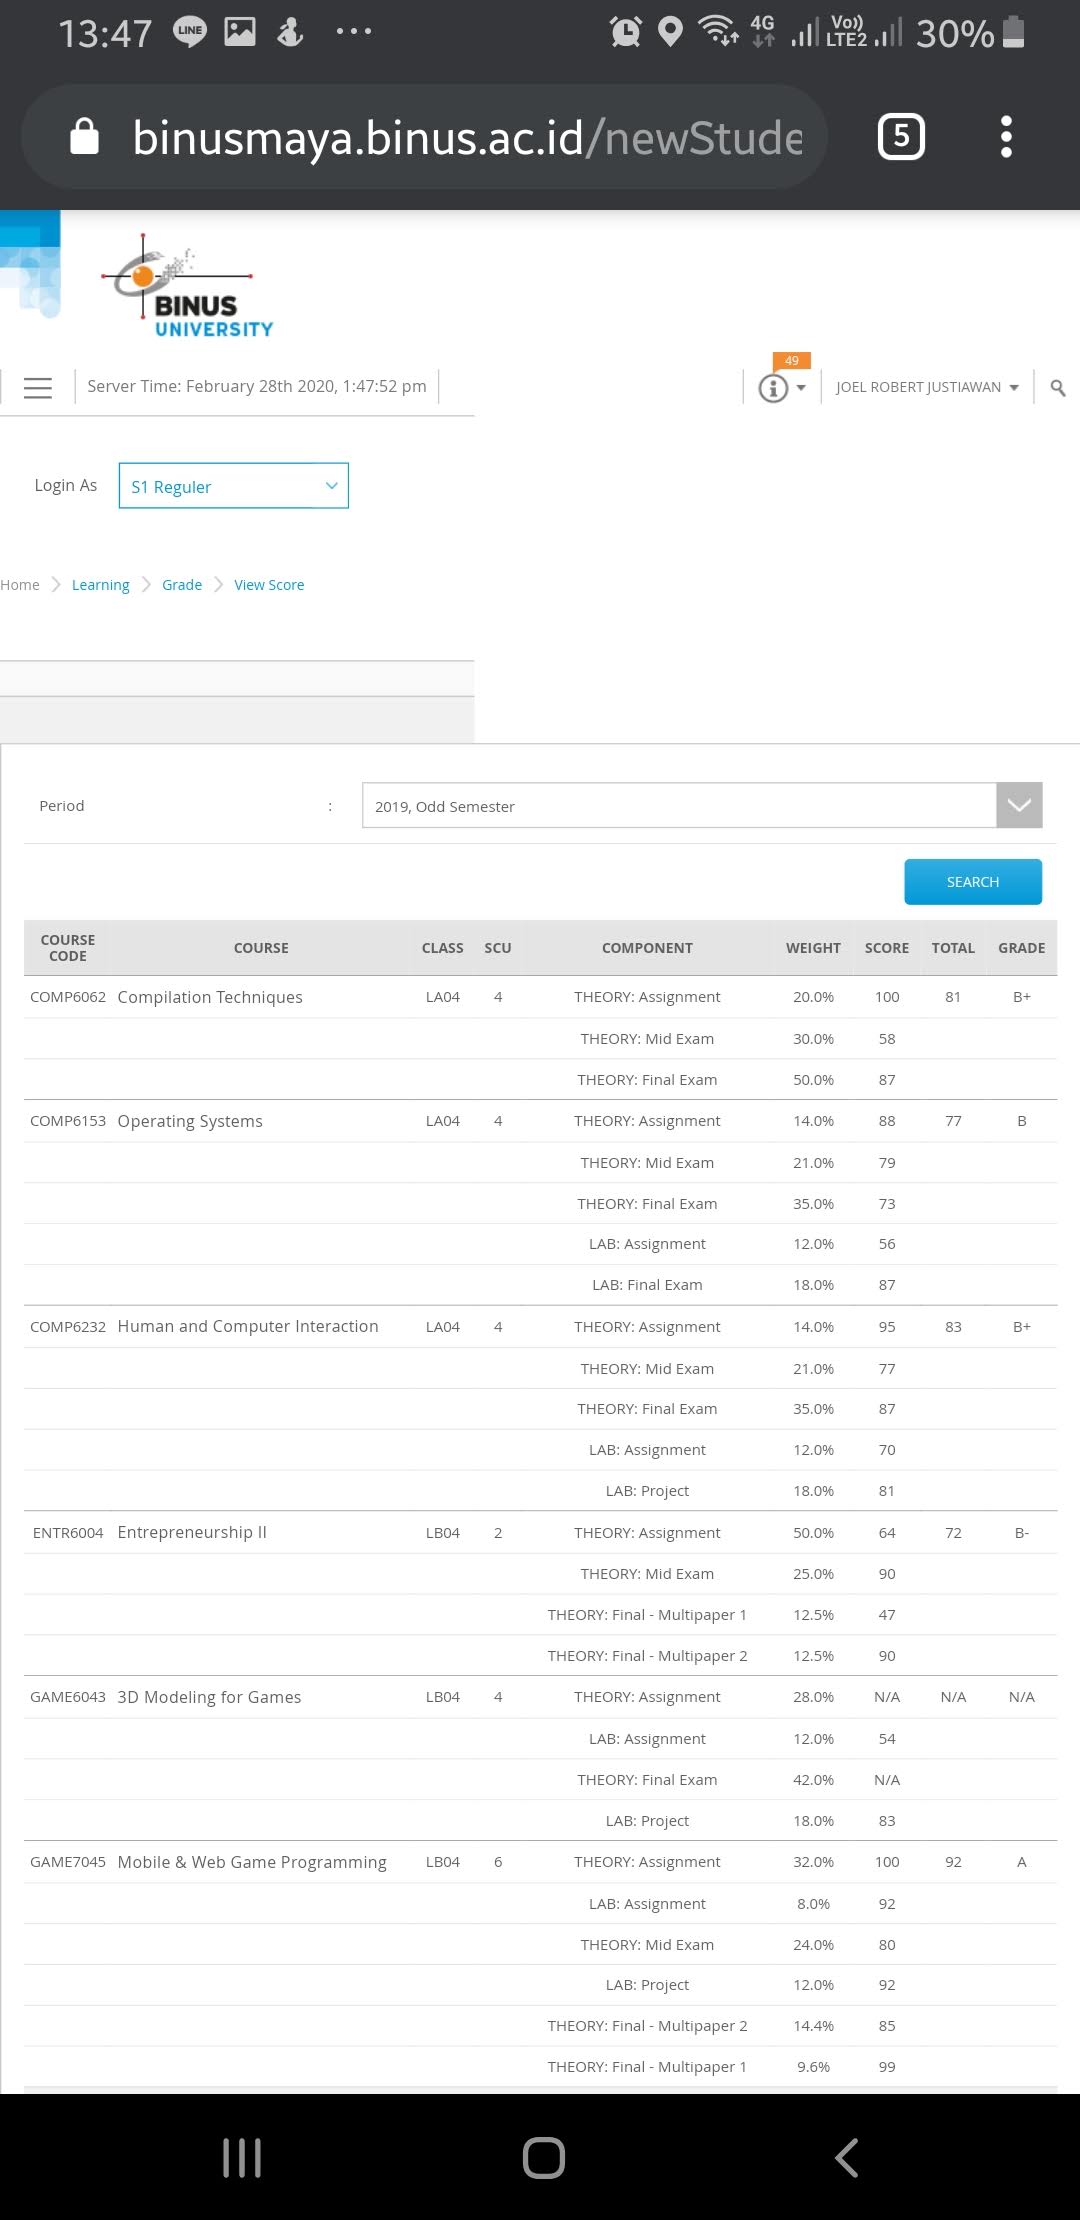 13:47 LINE 4G Vo)) LTE2 30%
binusmaya.binus.ac.id/newStude 5
BINUS
UNIVERSITY
49
Server Time: February 28th 2020, 1:47:52 pm JOEL ROBERT JUSTIAWAN
Login As S1 Reguler
Home Learning Grade View Score
Period : 2019, Odd Semester
SEARCH
COURSE CODE COURSE CLASS SCU COMPONENT WEIGHT SCORE TOTAL GRADE
COMP6062 Compilation Techniques LA04 4 THEORY: Assignment 20.0% 100 81 B+
THEORY: Mid Exam 30.0% 58
THEORY: Final Exam 50.0% 87
COMP6153 Operating Systems LA04 4 THEORY: Assignment 14.0% 88 77 B
THEORY: Mid Exam 21.0% 79
THEORY: Final Exam 35.0% 73
LAB: Assignment 12.0% 56
LAB: Final Exam 18.0% 87
COMP6232 Human and Computer Interaction LA04 4 THEORY: Assignment 14.0% 95 83 B+
THEORY: Mid Exam 21.0% 77
THEORY: Final Exam 35.0% 87
LAB: Assignment 12.0% 70
LAB: Project 18.0% 81
ENTR6004 Entrepreneurship II LB04 2 THEORY: Assignment 50.0% 64 72 B-
THEORY: Mid Exam 25.0% 90
THEORY: Final - Multipaper 1 12.5% 47
THEORY: Final - Multipaper 2 12.5% 90
GAME6043 3D Modeling for Games LB04 4 THEORY: Assignment 28.0% N/A N/A N/A
LAB: Assignment 12.0% 54
THEORY: Final Exam 42.0% N/A
LAB: Project 18.0% 83
GAME7045 Mobile & Web Game Programming LB04 6 THEORY: Assignment 32.0% 100 92 A
LAB: Assignment 8.0% 92
THEORY: Mid Exam 24.0% 80
LAB: Project 12.0% 92
THEORY: Final - Multipaper 2 14.4% 85
THEORY: Final - Multipaper 1 9.6% 99